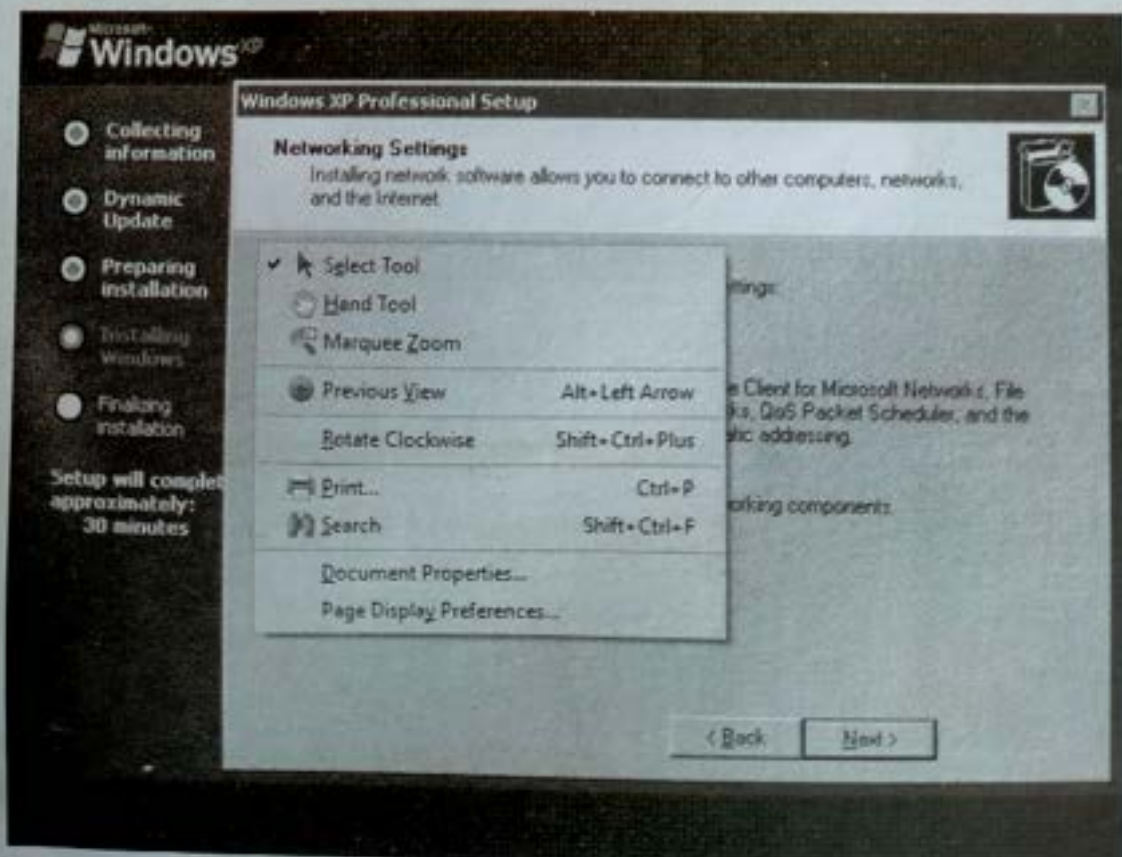 Microsoft
Windows XP
Windows XP Professional Setup
Collecting
information
Dynamic
Update
Preparing
installation
Installing
Windows
Finalizing
installation
Setup will complet
approximately:
30 minutes
Networking Settings
Installing network software allows you to connect to other computers, networks,
and the Internet.
Select Tool
Hand Tool
Marquee Zoom
Previous View Alt+Left Arrow
Rotate Clockwise Shift+Ctrl+Plus
Print... Ctrl+P
Search Shift+Ctrl+F
Document Properties...
Page Display Preferences...
ettings:
e Client for Microsoft Networks, File
ks, QoS Packet Scheduler, and the
atic addressing.
orking components.
< Back
Next >